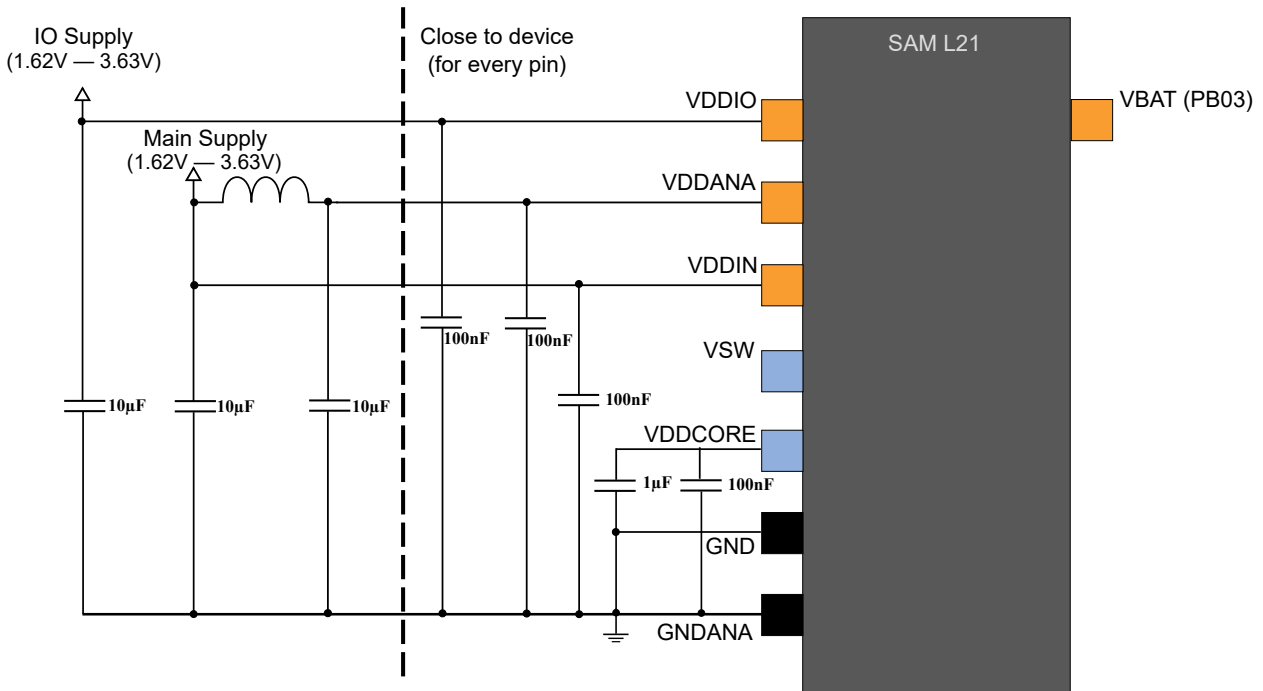 IO Supply
(1.62V — 3.63V)
Close to device
(for every pin)
SAM L21
VDDIO
VBAT (PB03)
Main Supply
(1.62V — 3.63V)
VDDANA
VDDIN
100nF
100nF
VSW
10µF
10µF
10µF
100nF
VDDCORE
1µF
100nF
GND
GNDANA